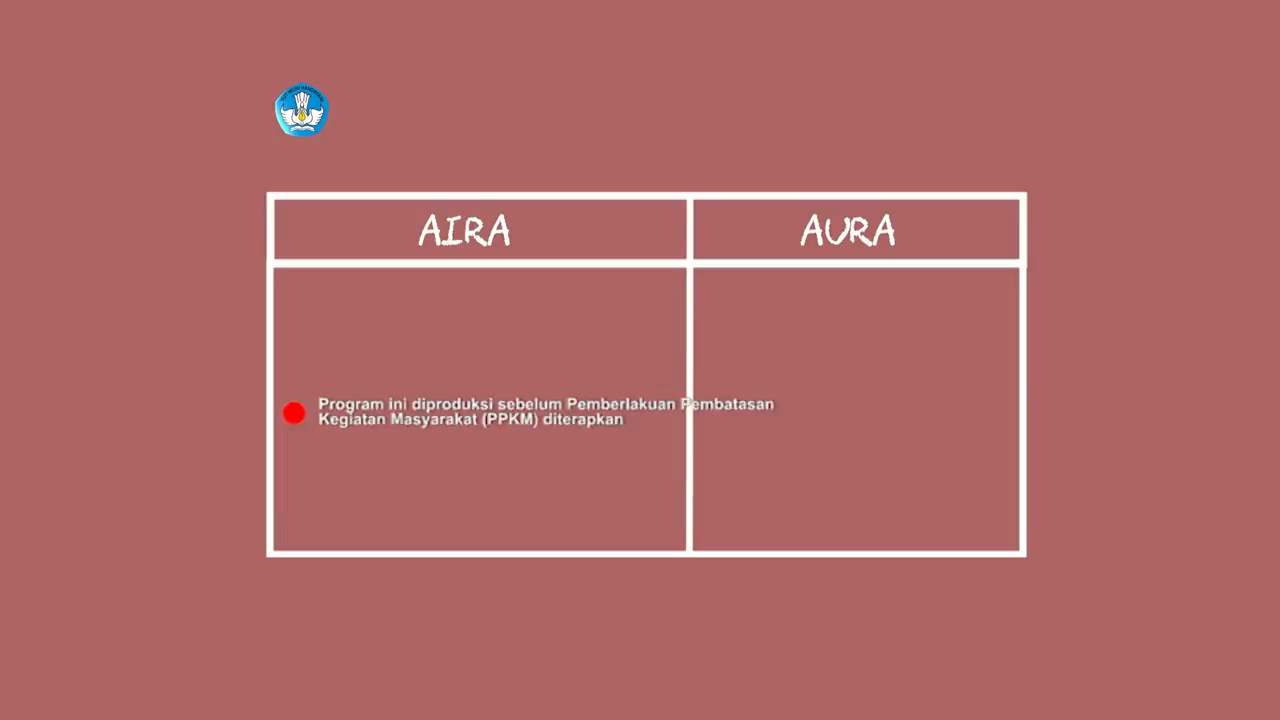 AIRA
AURA
Program ini diproduksi sebelum Pemberlakuan Pembatasan
Kegiatan Masyarakat (PPKM) diterapkan